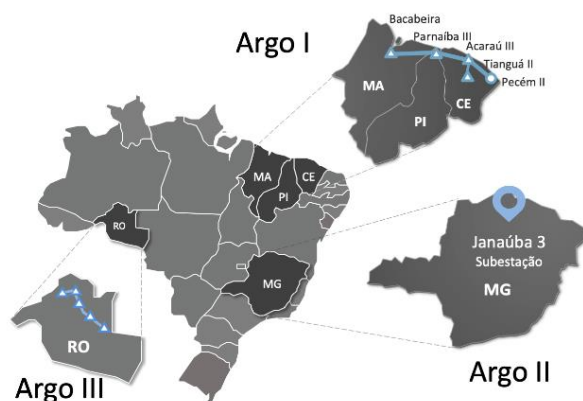 Argo I
Bacabeira
Parnaíba III
Acaraú III
Tianguá II
Pecém II
MA
PI
CE
MA
PI
CE
RO
MG
Janaúba 3
Subestação
MG
Argo II
RO
Argo III